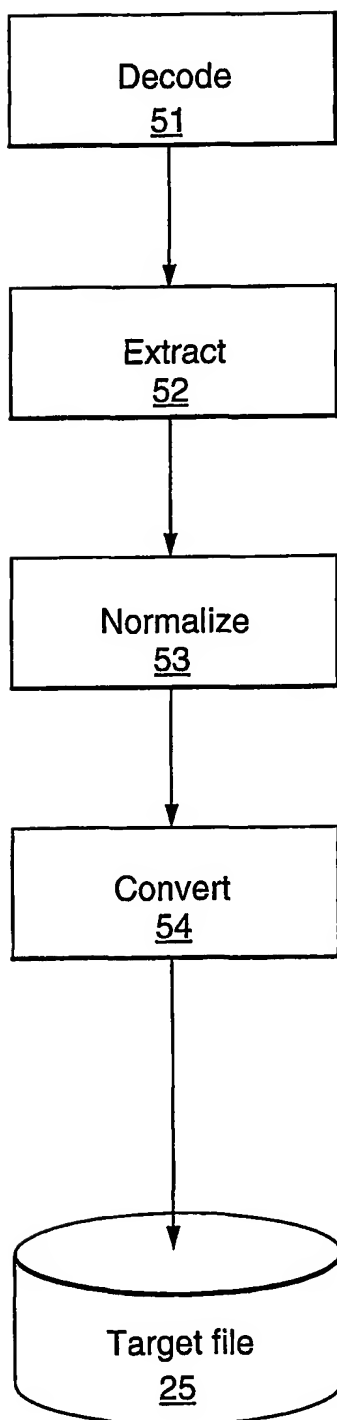 Decode
51
Extract
52
Normalize
53
Convert
54
Target file
25